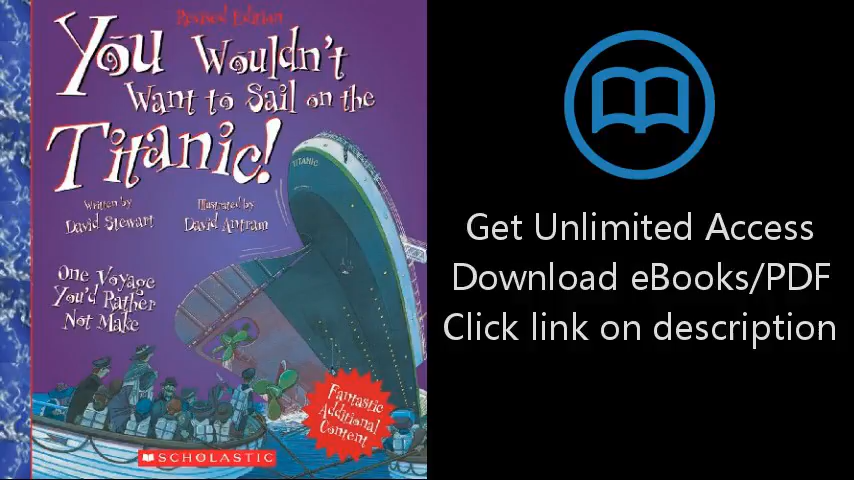 Revised Edition
You Wouldn't
Want to Sail on the
Titanic!
TITANIC
Written by
David Stewart
Illustrated by
David Antram
One Voyage
You'd Rather
Not Make
Fantastic
Additional
Content
SCHOLASTIC
Get Unlimited Access
Download eBooks/PDF
Click link on description